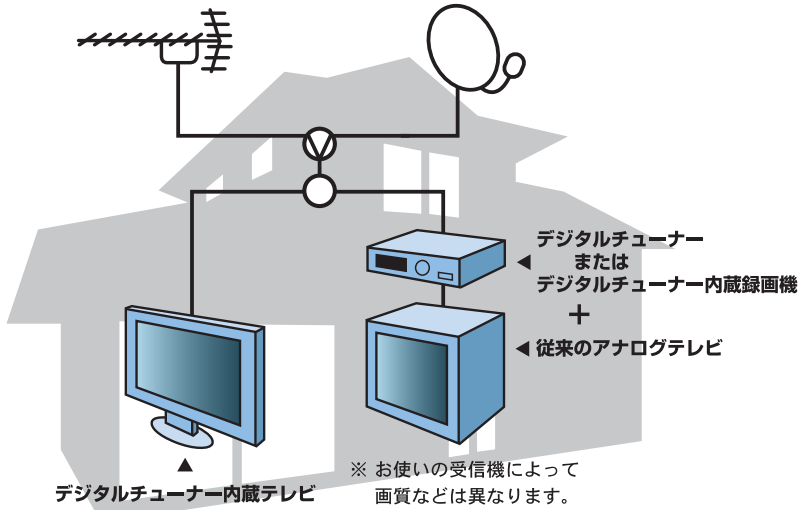 デジタルチューナー
または
デジタルチューナー内蔵録画機
+
従来のアナログテレビ
※ お使いの受信機によって
画質などは異なります。
デジタルチューナー内蔵テレビ